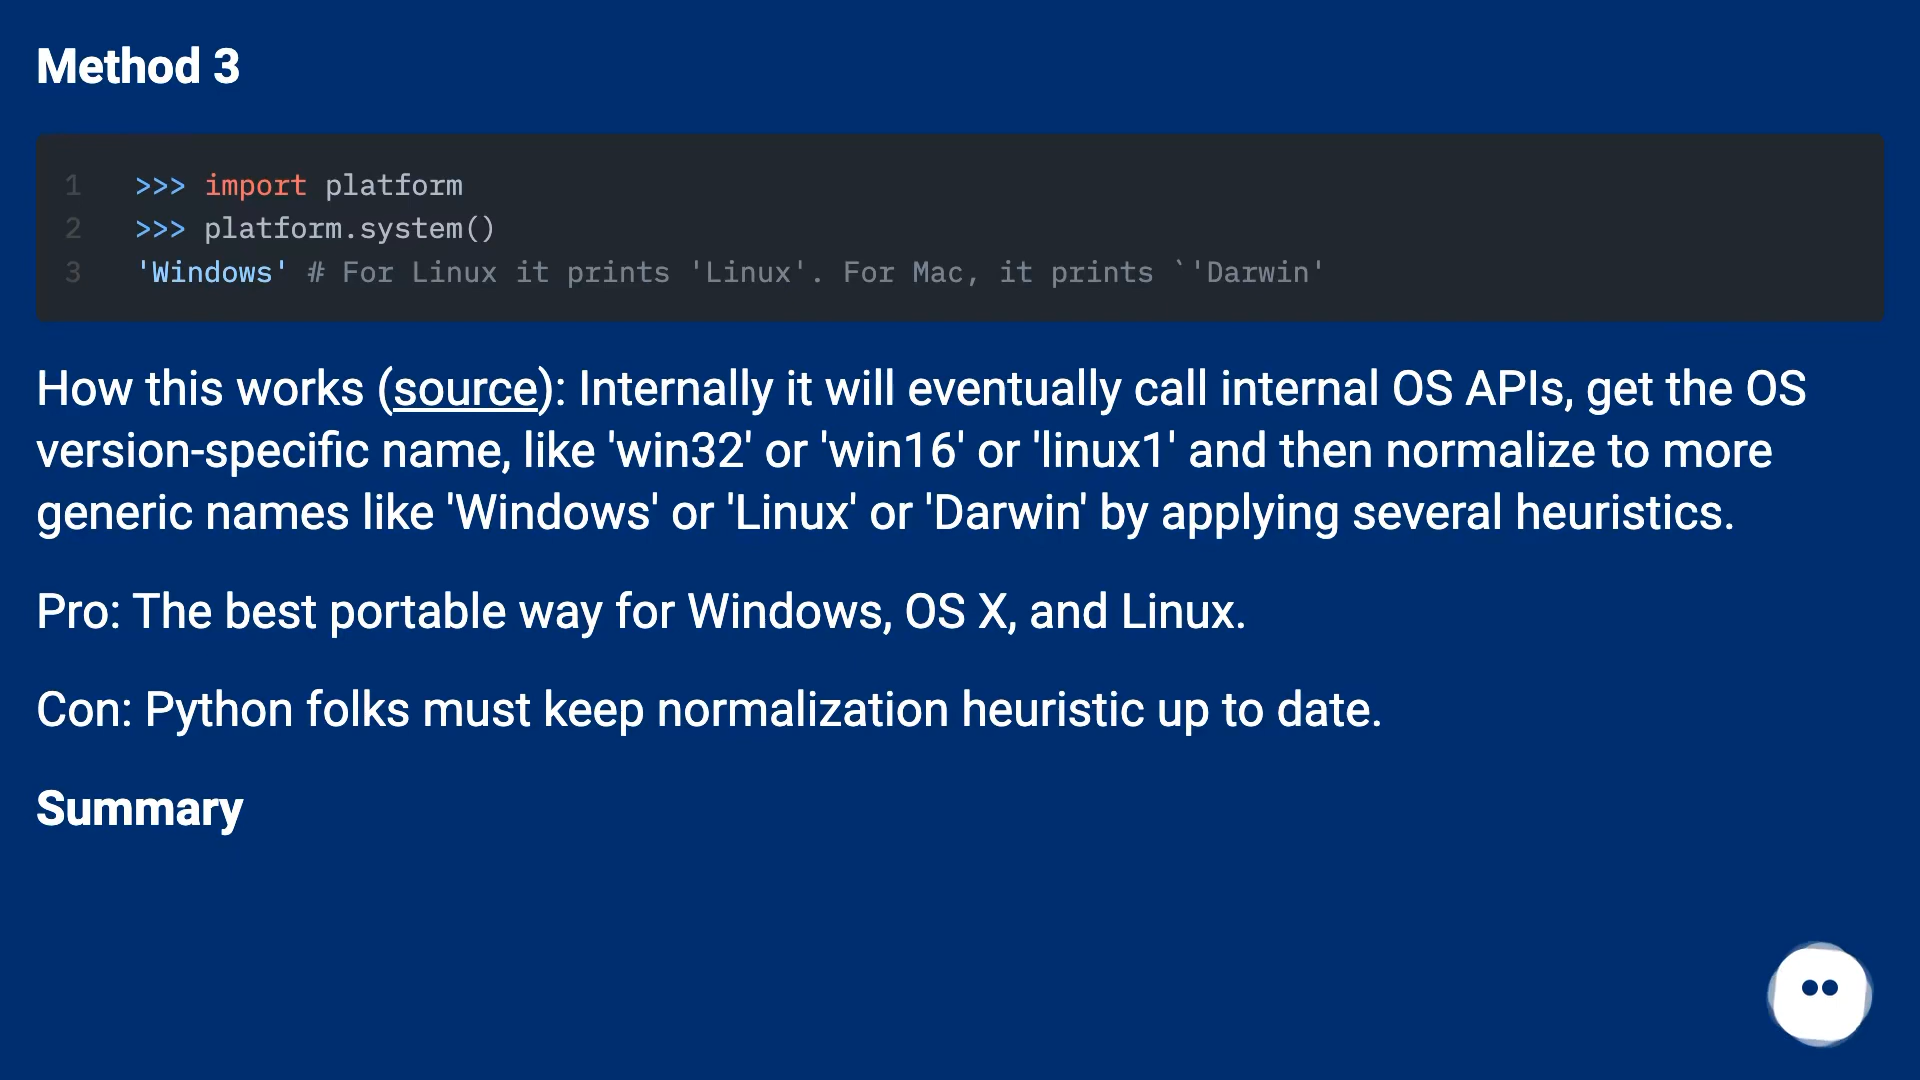 Method 3
1 >>> import platform
2 >>> platform.system()
3 'Windows' # For Linux it prints 'Linux'. For Mac, it prints `'Darwin'
How this works (source): Internally it will eventually call internal OS APIs, get the OS
version-specific name, like 'win32' or 'win16' or 'linux1' and then normalize to more
generic names like 'Windows' or 'Linux' or 'Darwin' by applying several heuristics.
Pro: The best portable way for Windows, OS X, and Linux.
Con: Python folks must keep normalization heuristic up to date.
Summary